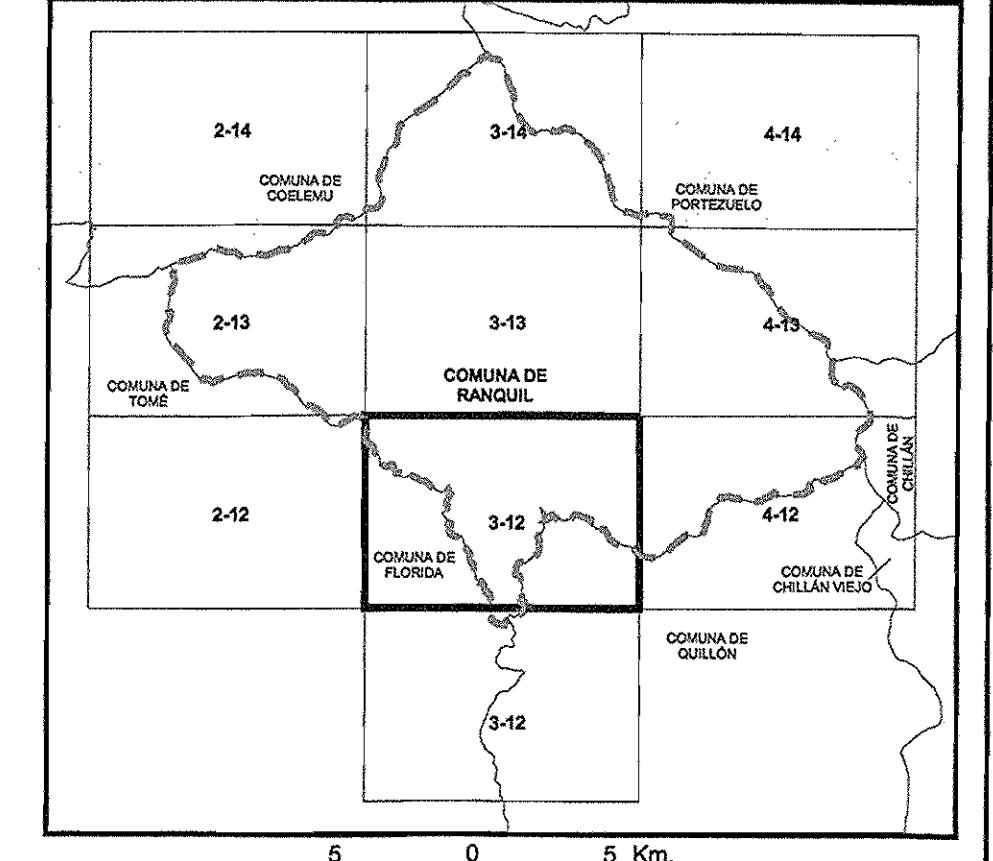 2-14
3-14
4-14
COMUNA DE
COELEMU
COMUNA DE
PORTEZUELO
2-13
3-13
4-13
COMUNA DE
RANQUIL
COMUNA DE
TOMÉ
COMUNA DE
CHILLÁN
2-12
3-12
4-12
COMUNA DE
FLORIDA
COMUNA DE
CHILLÁN VIEJO
COMUNA DE
QUILLÓN
3-12
5 0 5 Km.